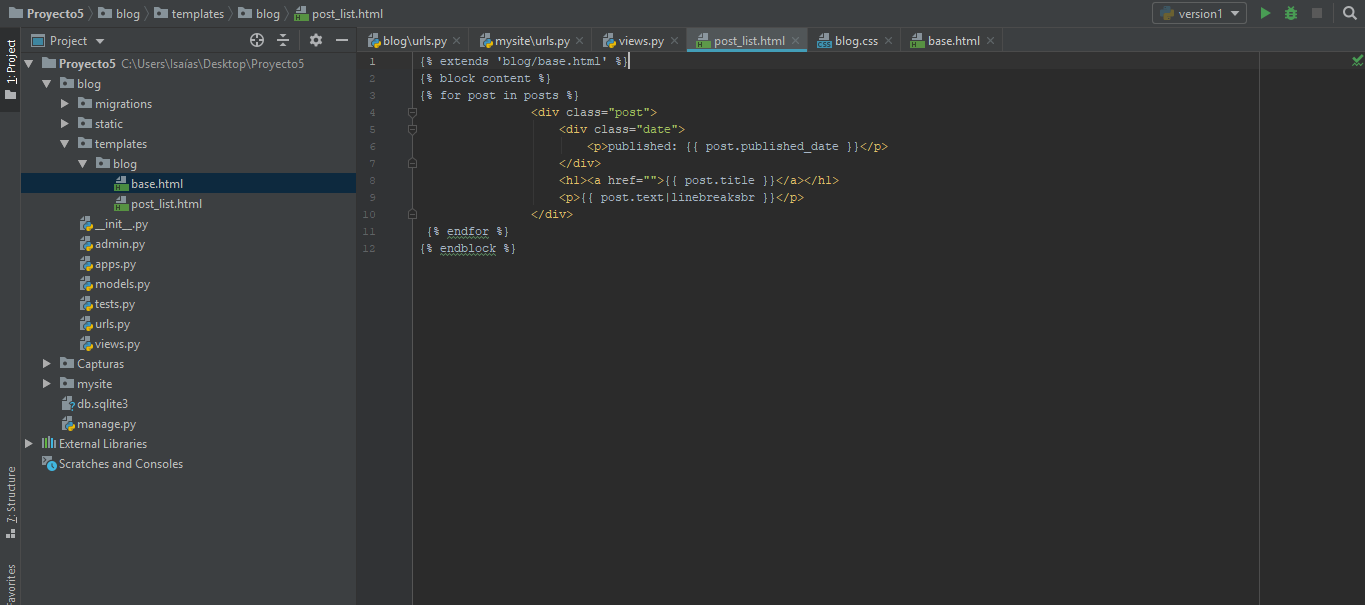 Proyecto5 blog templates blog post_list.html version1
Project
blog\urls.py mysite\urls.py views.py post_list.html blog.css base.html
1: Project
Proyecto5 C:\Users\Isaías\Desktop\Proyecto5
blog
migrations
static
templates
blog
base.html
post_list.html
__init__.py
admin.py
apps.py
models.py
tests.py
urls.py
views.py
Capturas
mysite
db.sqlite3
manage.py
External Libraries
Scratches and Consoles
7: Structure
Favorites
1 {% extends 'blog/base.html' %}
2 {% block content %}
3 {% for post in posts %}
4 <div class="post">
5 <div class="date">
6 <p>published: {{ post.published_date }}</p>
7 </div>
8 <h1><a href="">{{ post.title }}</a></h1>
9 <p>{{ post.text|linebreaksbr }}</p>
10 </div>
11 {% endfor %}
12 {% endblock %}